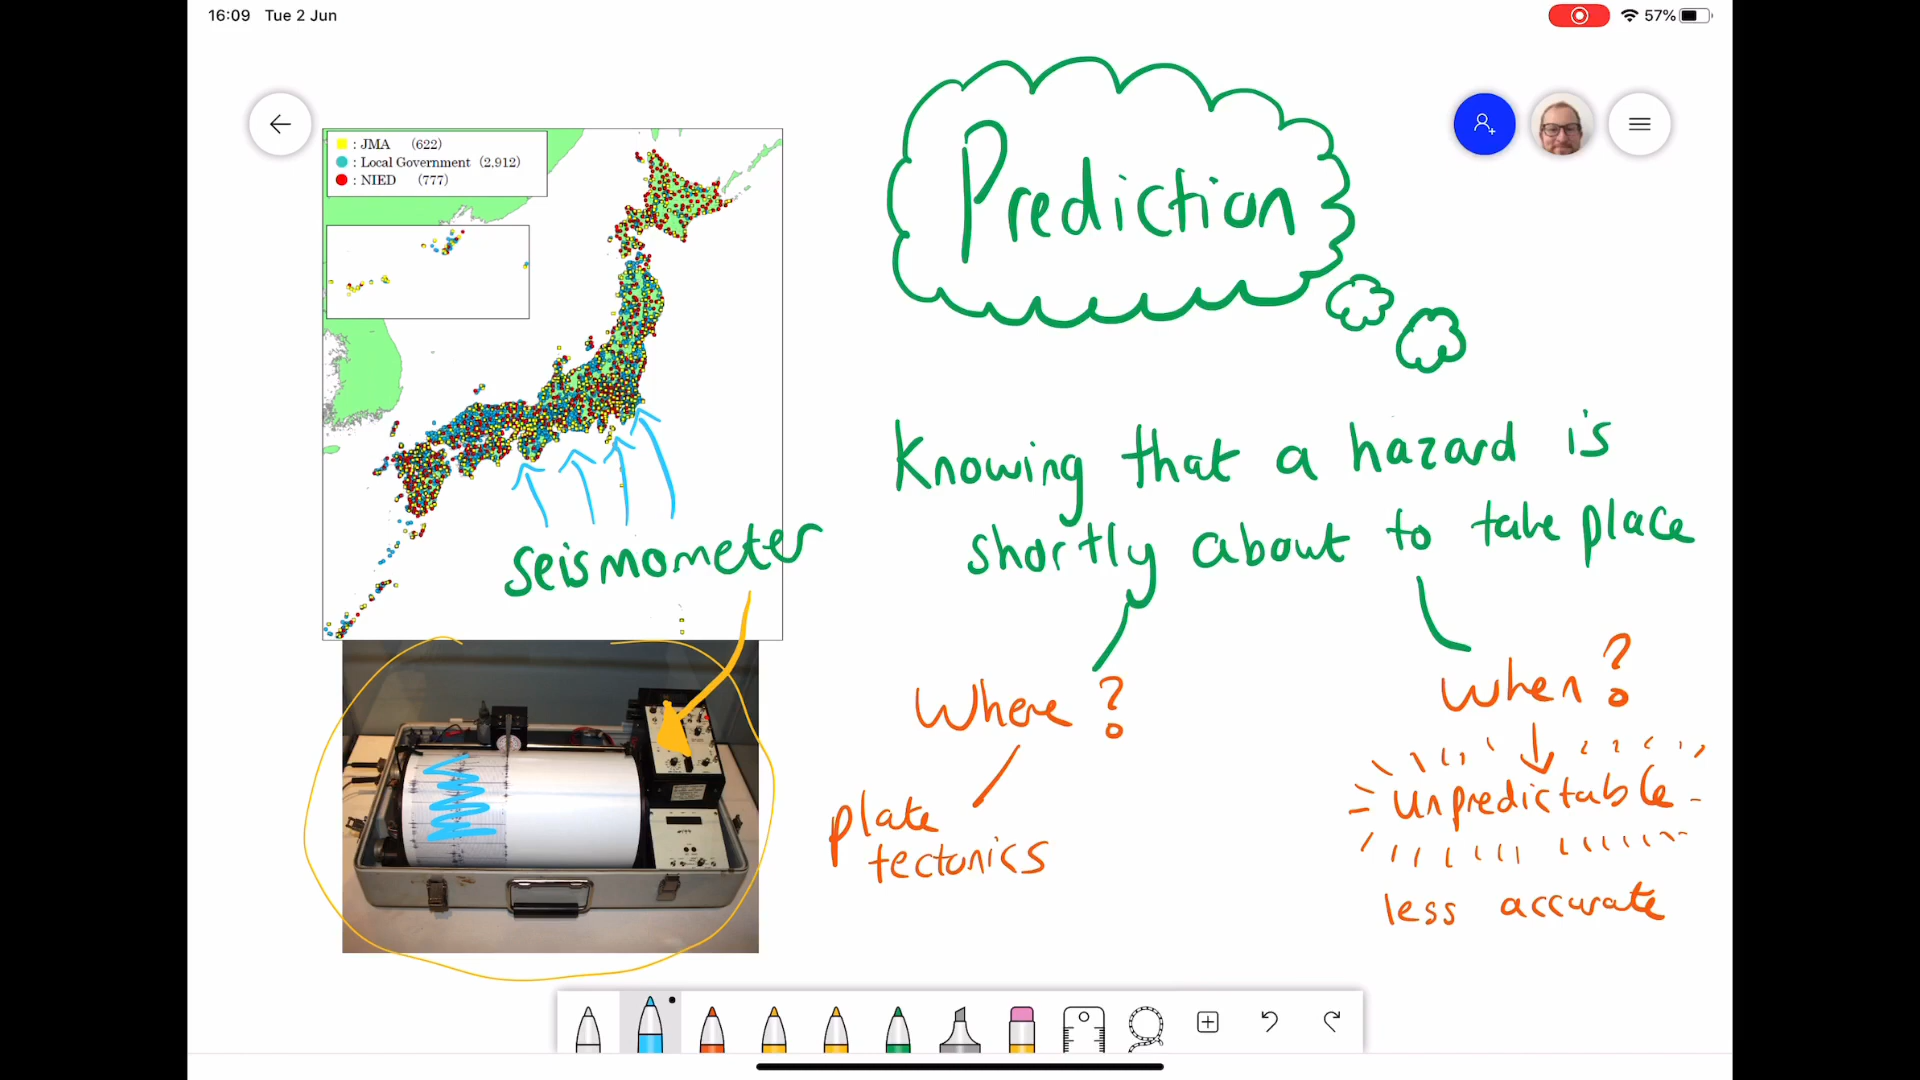 16:09 Tue 2 Jun
57%
: JMA (622)
: Local Government (2,912)
: NIED (777)
Prediction
Knowing that a hazard is
shortly about to take place
seismometer
Where ?
When ?
plate
tectonics
unpredictable
less accurate